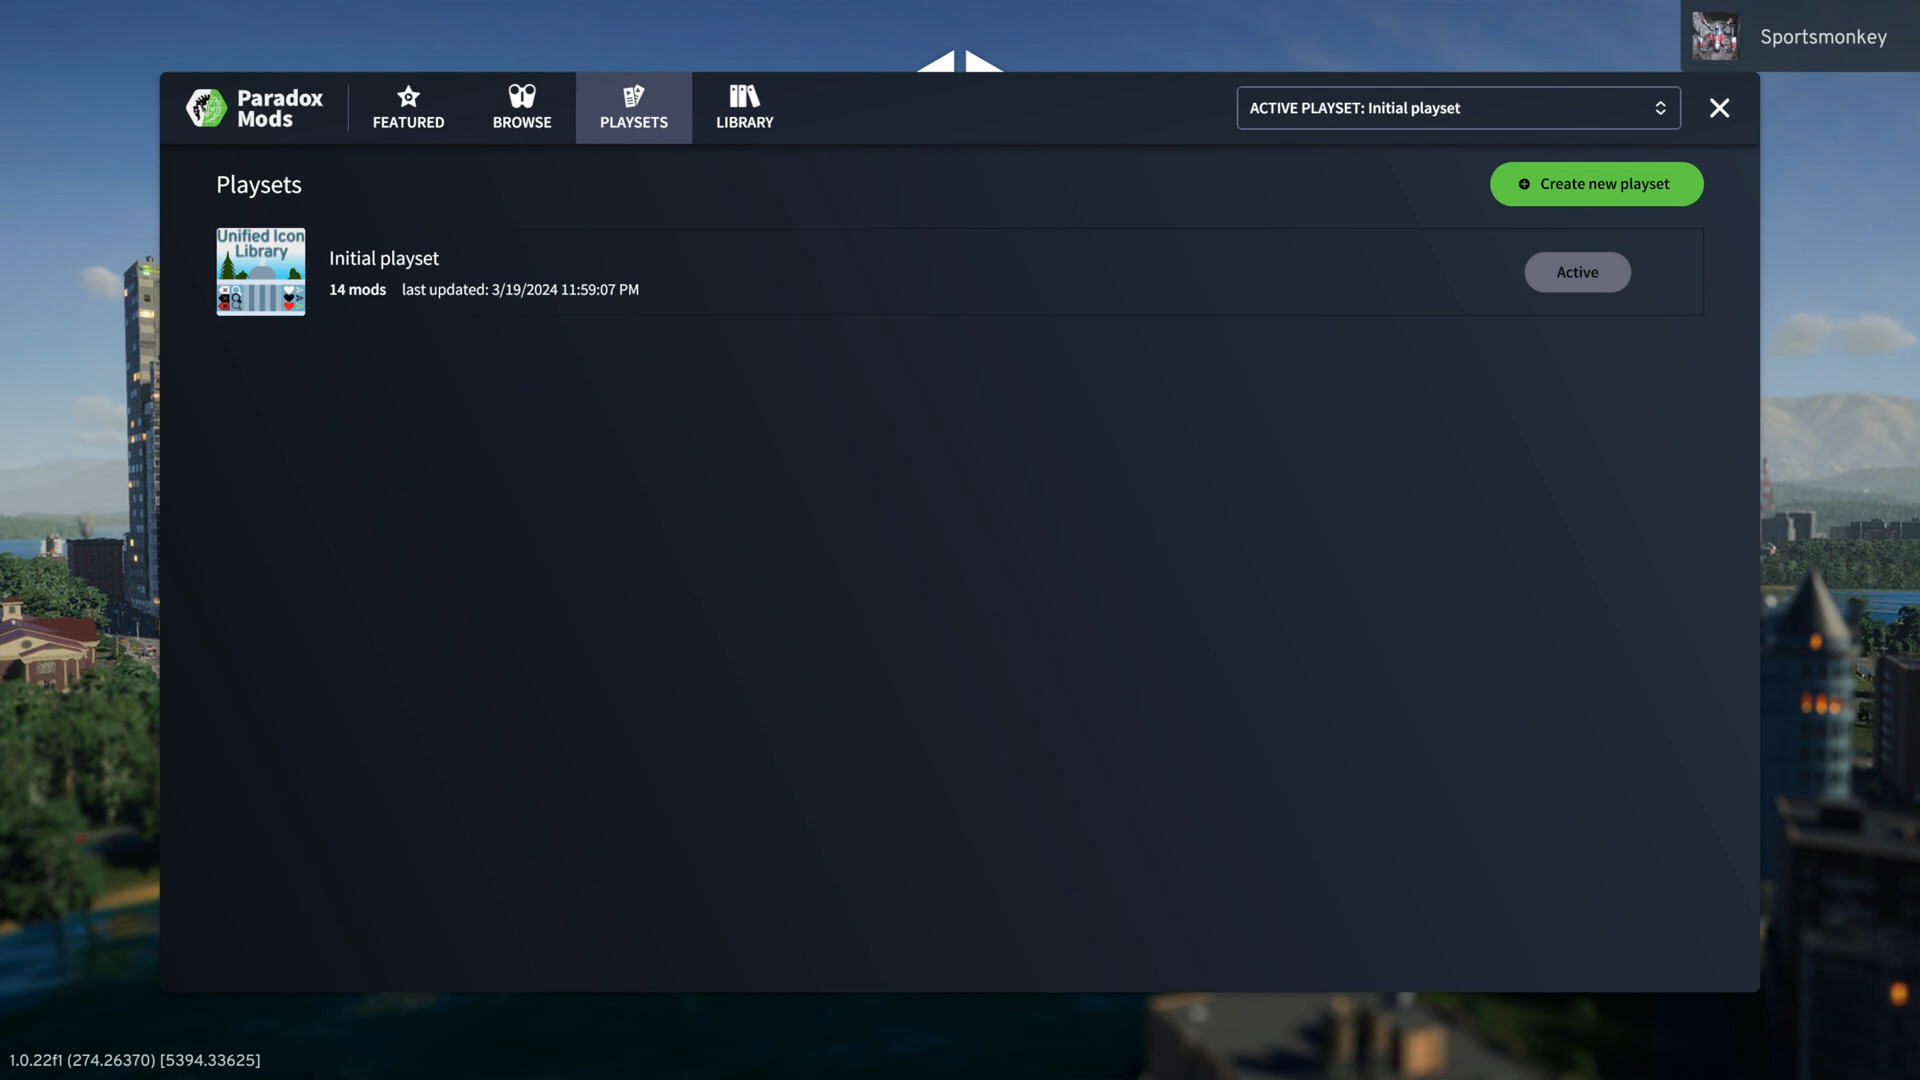 Sportsmonkey
Paradox
Mods
FEATURED
BROWSE
PLAYSETS
LIBRARY
ACTIVE PLAYSET: Initial playset
Playsets
Create new playset
Unified Icon
Library
Initial playset
14 mods last updated: 3/19/2024 11:59:07 PM
Active
1.0.22f1 (274.26370) [5394.33625]